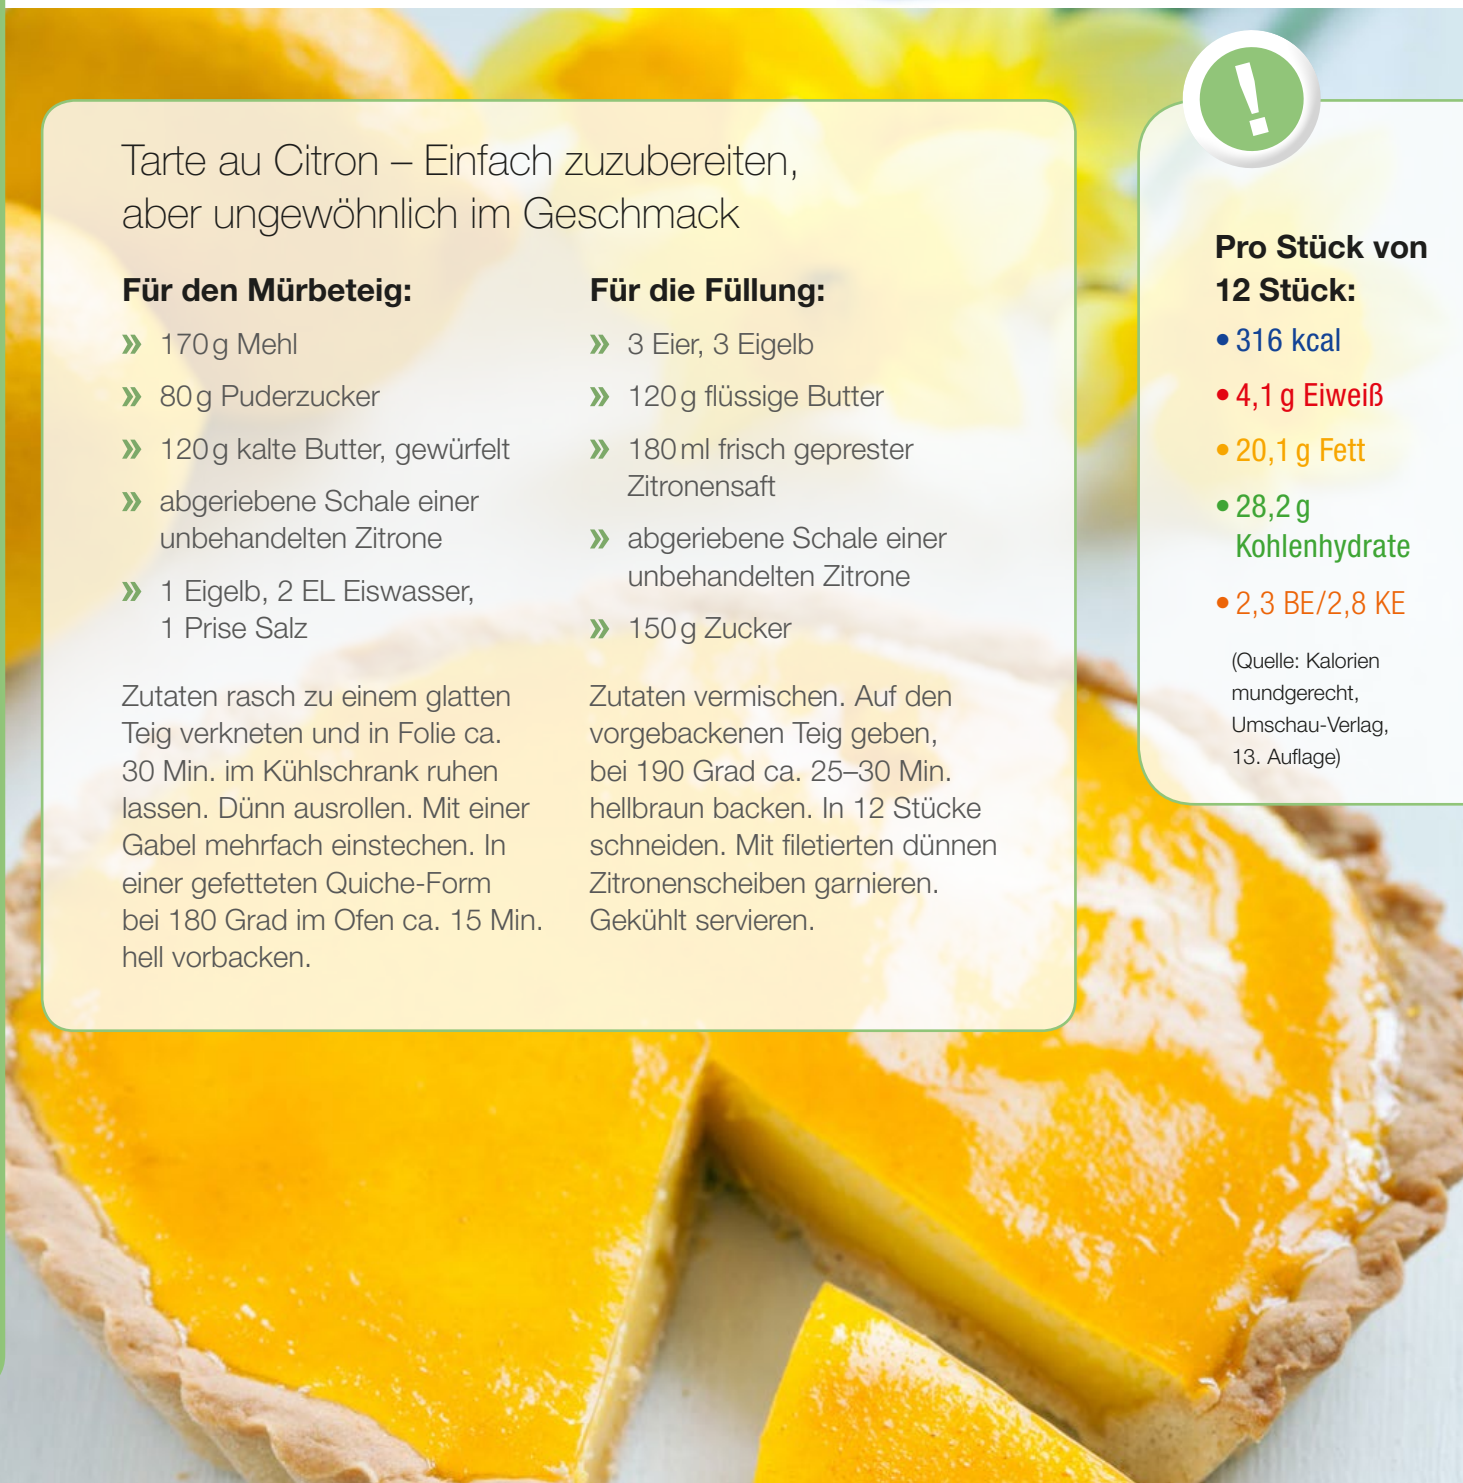 Tarte au Citron – Einfach zuzubereiten,
aber ungewöhnlich im Geschmack
Für den Mürbeteig:
» 170 g Mehl
» 80 g Puderzucker
» 120 g kalte Butter, gewürfelt
» abgeriebene Schale einer
unbehandelten Zitrone
» 1 Eigelb, 2 EL Eiswasser,
1 Prise Salz
Zutaten rasch zu einem glatten
Teig verkneten und in Folie ca.
30 Min. im Kühlschrank ruhen
lassen. Dünn ausrollen. Mit einer
Gabel mehrfach einstechen. In
einer gefetteten Quiche-Form
bei 180 Grad im Ofen ca. 15 Min.
hell vorbacken.
Für die Füllung:
» 3 Eier, 3 Eigelb
» 120 g flüssige Butter
» 180 ml frisch geprester
Zitronensaft
» abgeriebene Schale einer
unbehandelten Zitrone
» 150 g Zucker
Zutaten vermischen. Auf den
vorgebackenen Teig geben,
bei 190 Grad ca. 25–30 Min.
hellbraun backen. In 12 Stücke
schneiden. Mit filetierten dünnen
Zitronenscheiben garnieren.
Gekühlt servieren.
!
Pro Stück von
12 Stück:
• 316 kcal
• 4,1 g Eiweiß
• 20,1 g Fett
• 28,2 g
Kohlenhydrate
• 2,3 BE/2,8 KE
(Quelle: Kalorien
mundgerecht,
Umschau-Verlag,
13. Auflage)